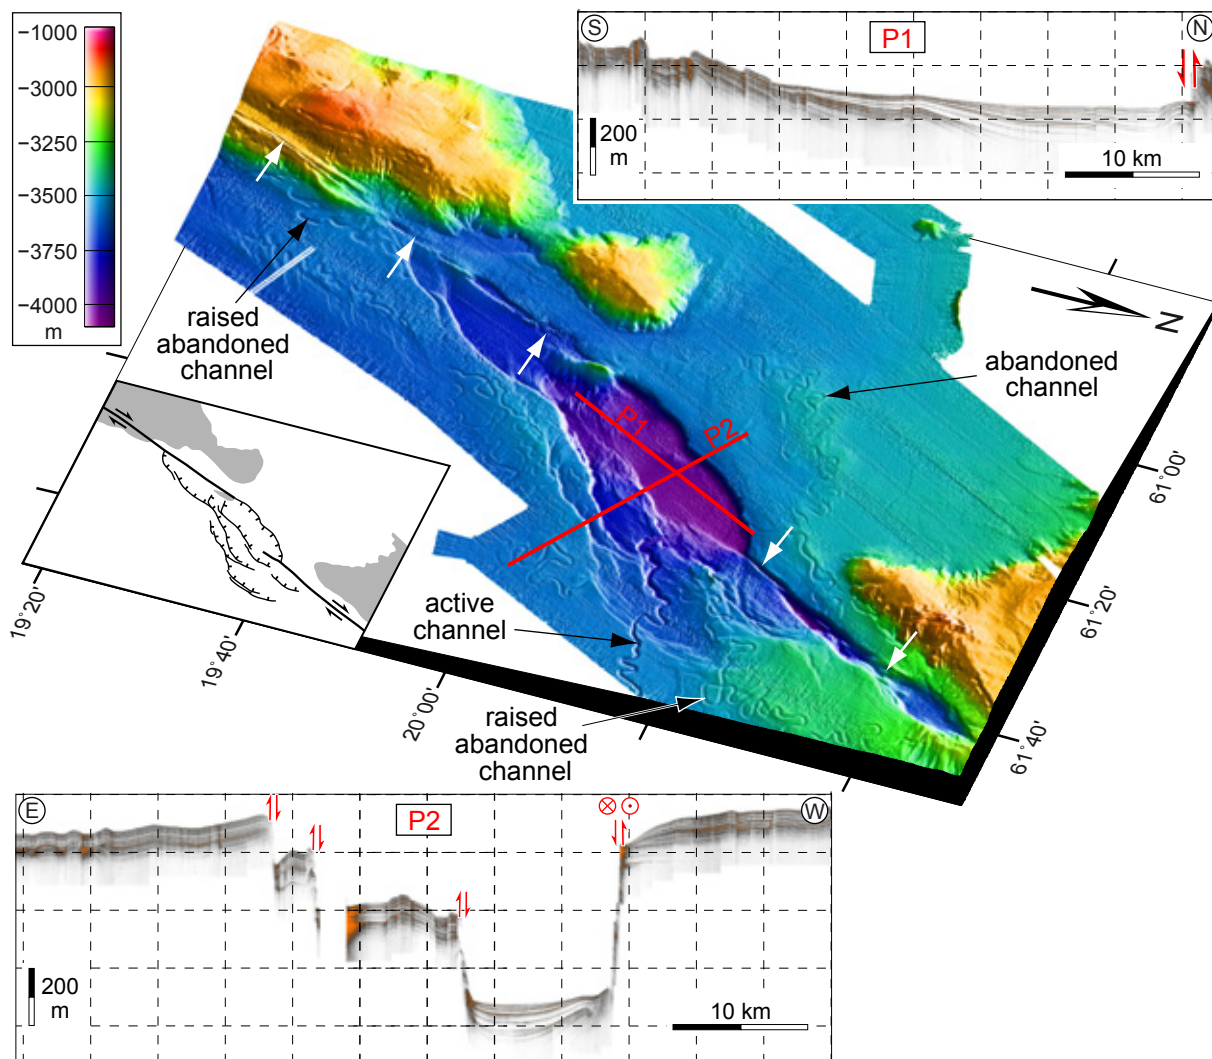 −1000
−3000
−3250
−3500
−3750
−4000
m
S
P1
N
200
m
10 km
raised
abandoned
channel
N
abandoned
channel
P1
P2
61°00'
61°20'
61°40'
19°20'
19°40'
20°00'
active
channel
raised
abandoned
channel
E
P2
W
200
m
10 km